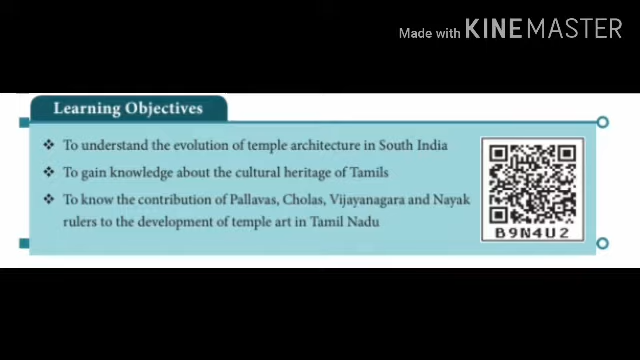 Made with KINEMASTER
Learning Objectives
❖ To understand the evolution of temple architecture in South India
❖ To gain knowledge about the cultural heritage of Tamils
❖ To know the contribution of Pallavas, Cholas, Vijayanagara and Nayak
rulers to the development of temple art in Tamil Nadu
B9N4U2